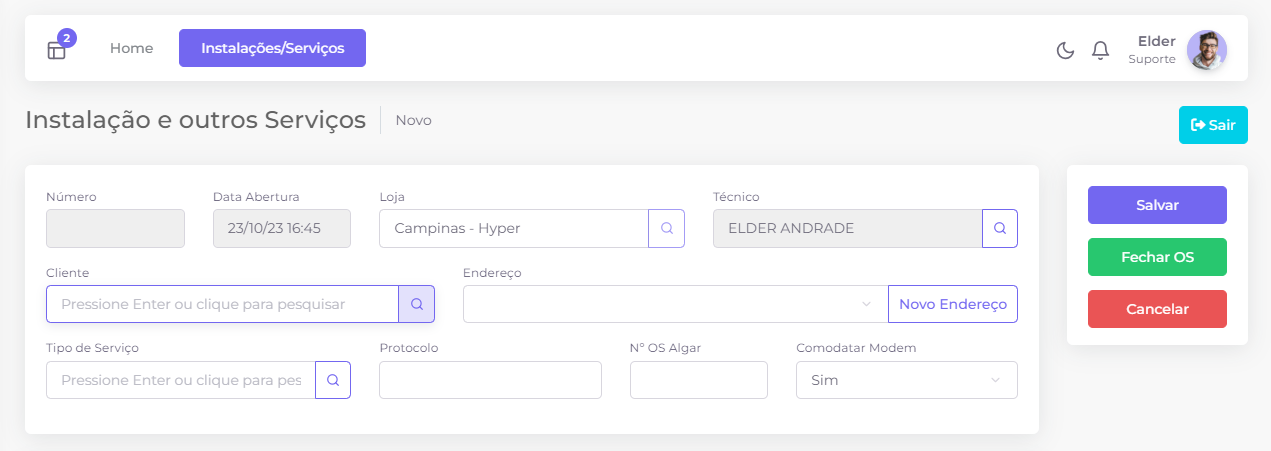 2
Home
Instalações/Serviços
Elder
Suporte
Instalação e outros Serviços
Novo
Sair
Número
Data Abertura
Loja
Técnico
23/10/23 16:45
Campinas - Hyper
ELDER ANDRADE
Salvar
Fechar OS
Cancelar
Cliente
Endereço
Pressione Enter ou clique para pesquisar
Novo Endereço
Tipo de Serviço
Protocolo
Nº OS Algar
Comodatar Modem
Pressione Enter ou clique para pes
Sim